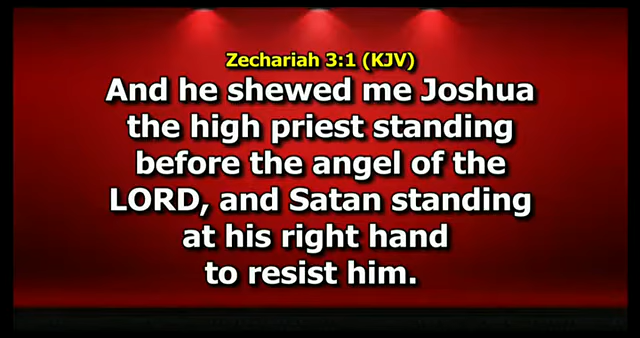 Zechariah 3:1 (KJV)
And he shewed me Joshua
the high priest standing
before the angel of the
LORD, and Satan standing
at his right hand
to resist him.